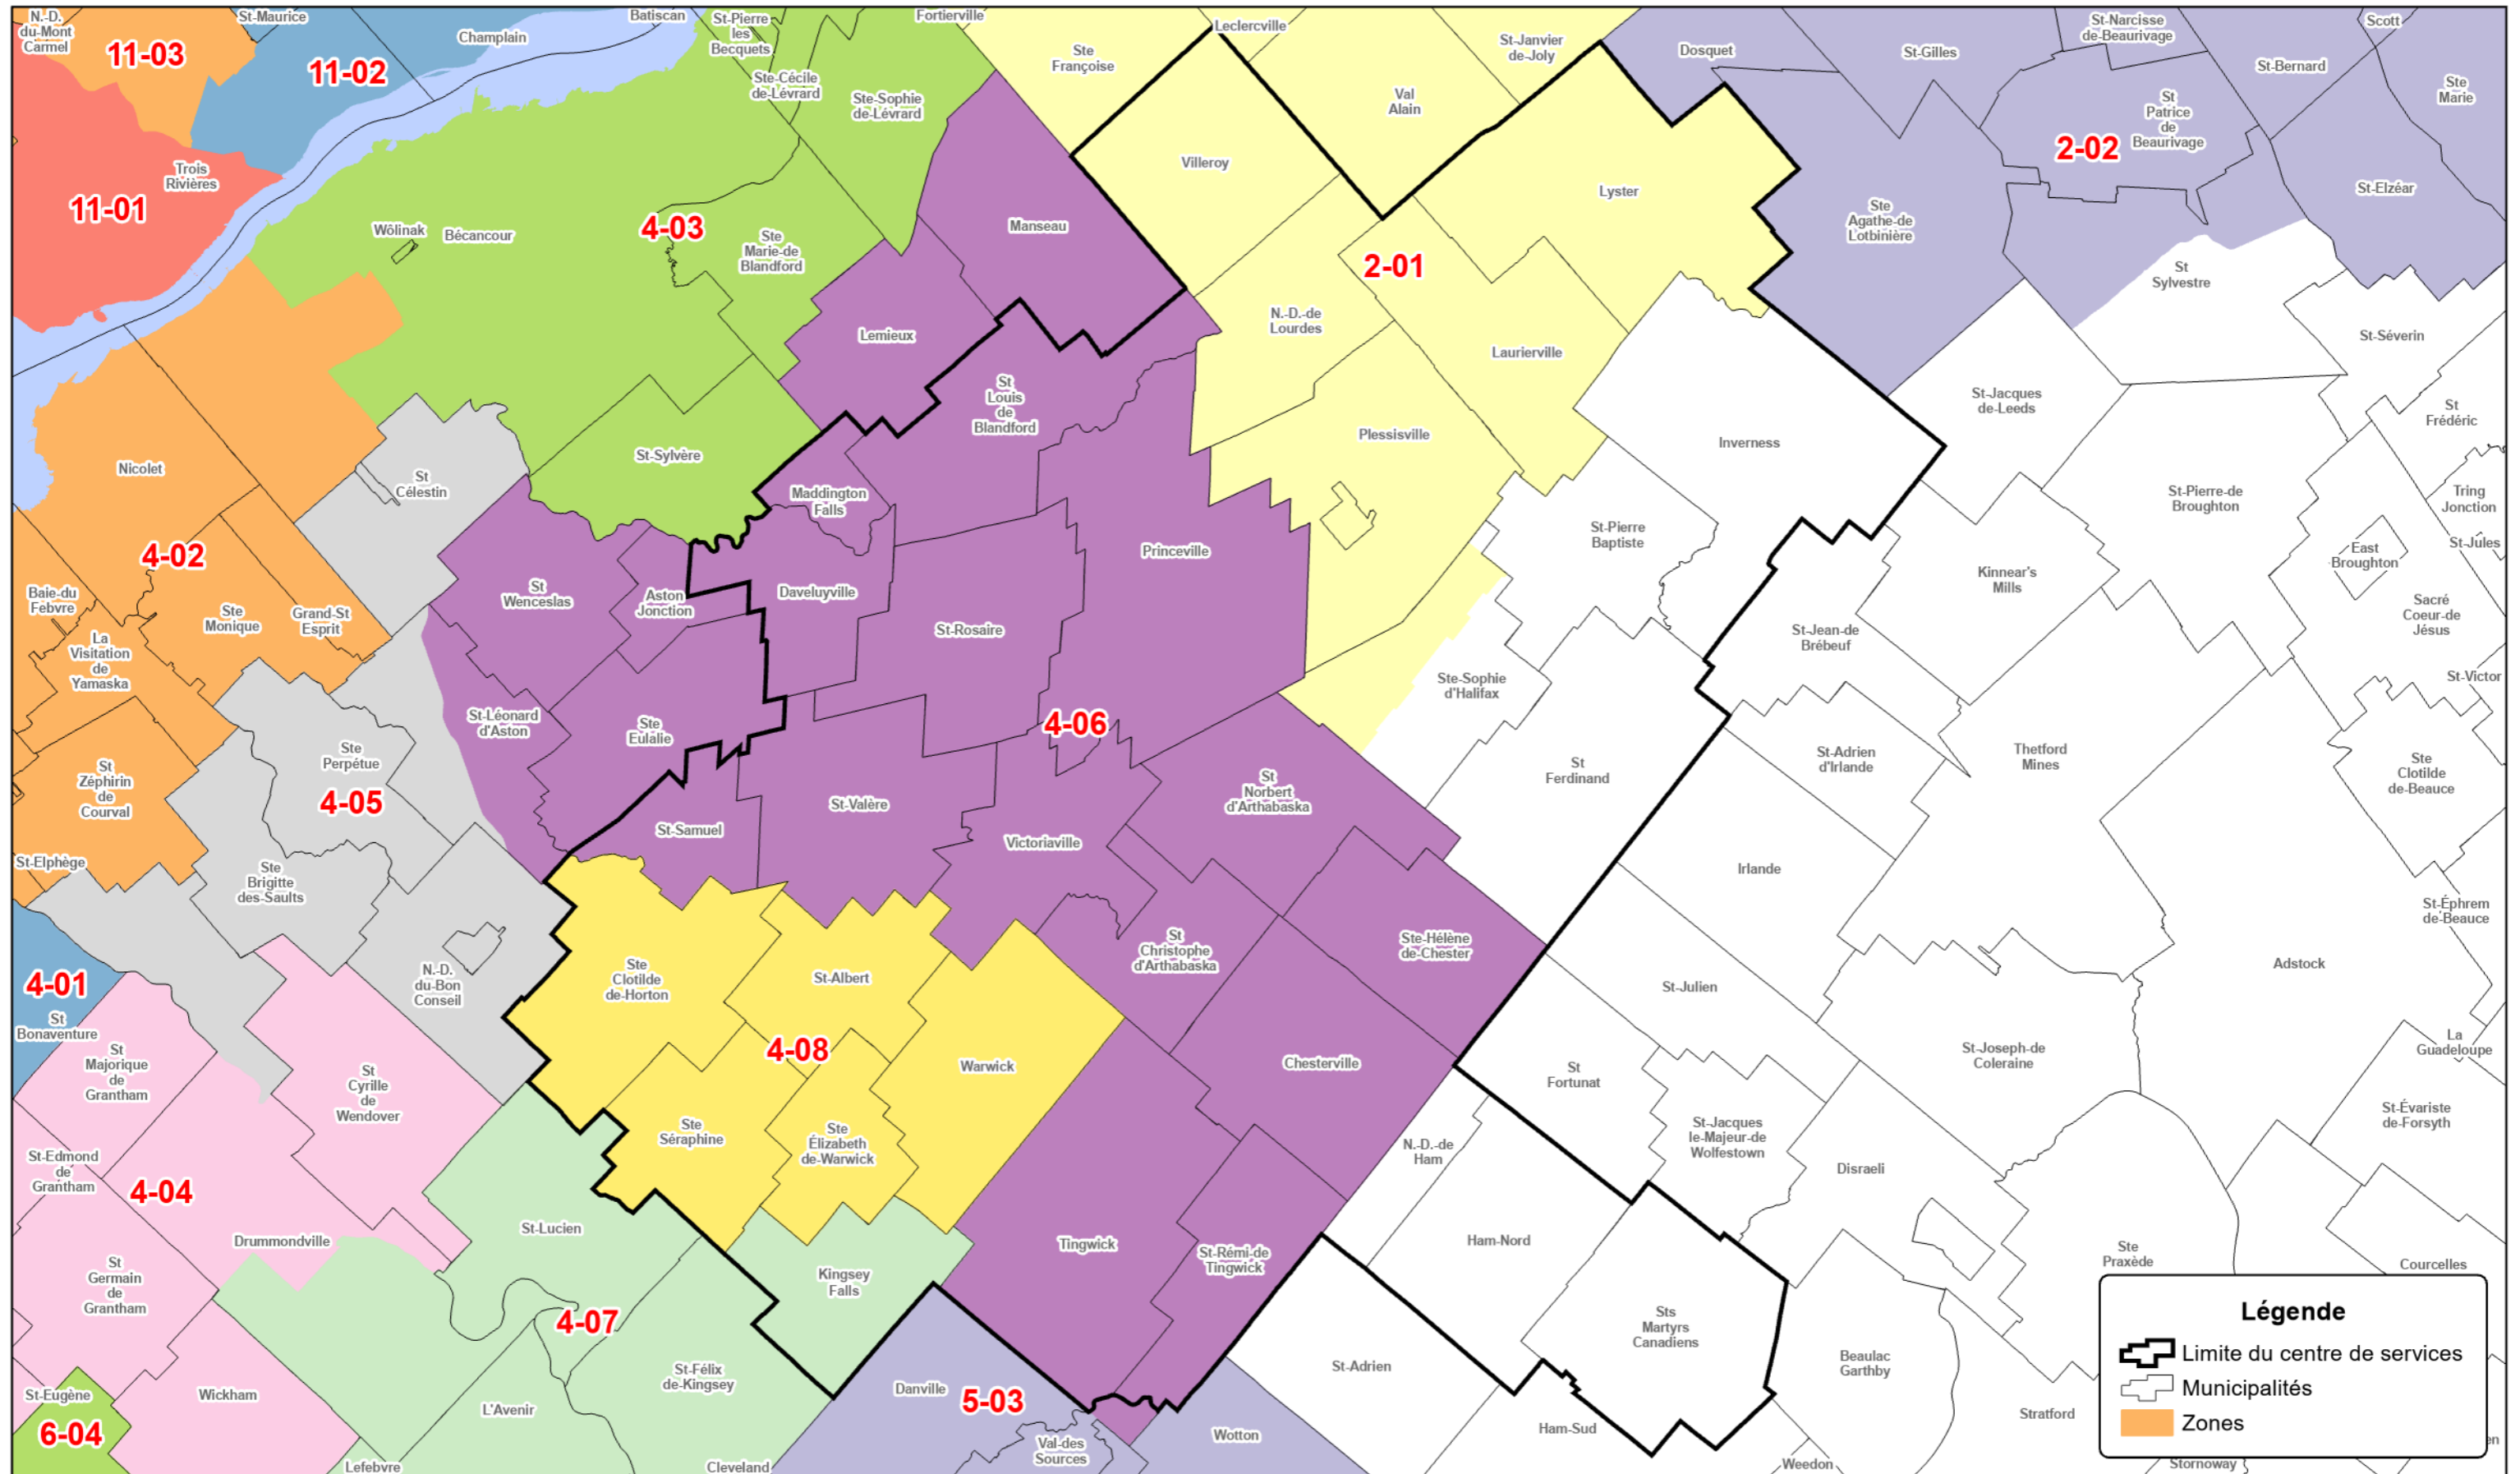 N.-D.
du-Mont
Carmel
11-03
St-Maurice
11-02
Champlain
Batiscan
St-Pierre
les
Becquets
Fortierville
Ste-Cécile
de-Lévrard
Ste-Sophie
de-Lévrard
Ste
Françoise
Leclercville
Val
Alain
St-Janvier
de-Joly
Dosquet
St-Gilles
St-Narcisse
de-Beaurivage
St-Bernard
Scott
Ste
Marie
St
Patrice
de
Beaurivage
2-02
St-Elzéar
Trois
Rivières
11-01
Wôlinak
Bécancour
4-03
Ste
Marie-de
Blandford
Manseau
Villeroy
Lyster
2-01
Ste
Agathe-de
Lotbinière
St
Sylvestre
St-Séverin
Lemieux
N.-D.-de
Lourdes
Laurierville
St
Louis
de
Blandford
St-Jacques
de-Leeds
St
Frédéric
Plessisville
Inverness
Nicolet
St
Célestin
St-Sylvère
Maddington
Falls
St-Pierre-de
Broughton
Tring
Jonction
St-Jules
East
Broughton
St-Pierre
Baptiste
Princeville
4-02
Kinnear's
Mills
Baie-du
Febvre
Ste
Monique
Grand-St
Esprit
St
Wenceslas
Aston
Jonction
Daveluyville
St-Rosaire
St-Jean-de
Brébeuf
Sacré
Coeur-de
Jésus
La
Visitation
de
Yamaska
St-Victor
Ste-Sophie
d'Halifax
St-Léonard
d'Aston
Ste
Eulalie
4-06
Ste
Perpétue
4-05
St
Zéphirin
de
Courval
St-Adrien
d'Irlande
Thetford
Mines
Ste
Clotilde
de-Beauce
St
Ferdinand
St
Norbert
d'Arthabaska
St-Samuel
St-Valère
Victoriaville
St-Elphège
Ste
Brigitte
des-Saults
Irlande
St-Éphrem
de-Beauce
Ste-Hélène
de-Chester
St
Christophe
d'Arthabaska
Adstock
4-01
St
Bonaventure
N.-D.
du-Bon
Conseil
Ste
Clotilde
de-Horton
St-Albert
St-Julien
4-08
Warwick
Chesterville
St
Majorique
de
Grantham
St
Cyrille
de
Wendover
St
Fortunat
St-Joseph-de
Coleraine
La
Guadeloupe
St-Évariste
de-Forsyth
Ste
Séraphine
Ste
Élizabeth
de-Warwick
N.-D.-de
Ham
St-Jacques
le-Majeur-de
Wolfestown
Disraeli
St-Edmond
de
Grantham
4-04
Drummondville
St-Lucien
Kingsey
Falls
Tingwick
St-Rémi-de
Tingwick
Ham-Nord
Ste
Praxède
Courcelles
St
Germain
de
Grantham
4-07
Sts
Martyrs
Canadiens
Beaulac
Garthby
St-Félix
de-Kingsey
St-Adrien
Danville
5-03
St-Eugène
6-04
Wickham
L'Avenir
Lefebvre
Cleveland
Val-des
Sources
Wotton
Ham-Sud
Weedon
Stratford
Stornoway
en
Légende
Limite du centre de services
Municipalités
Zones